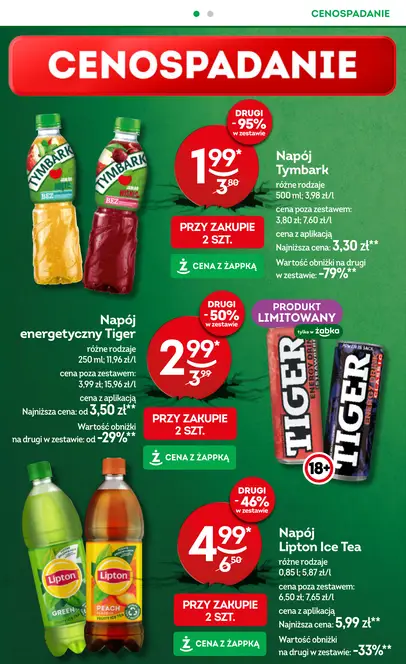 CENOSPADANIE
CENOSPADANIE
DRUGI
-95%
w zestawie
1.99*
3.80
PRZY ZAKUPIE
2 SZT.
Ż CENA Z ŻAPPKĄ
Napój
Tymbark
różne rodzaje
500 ml; 3,98 zł/l
cena poza zestawem:
3,80 zł; 7,60 zł/l
cena z aplikacją
Najniższa cena: 3,30 zł**
Wartość obniżki na drugi
w zestawie: -79%**
TYMBARK
TYMBARK
BEZ
BEZ
Napój
energetyczny Tiger
różne rodzaje
250 ml; 11,96 zł/l
cena poza zestawem:
3,99 zł; 15,96 zł/l
cena z aplikacją
Najniższa cena: od 3,50 zł**
Wartość obniżki
na drugi w zestawie: od -29%**
DRUGI
-50%
w zestawie
2.99*
3.99
PRZY ZAKUPIE
2 SZT.
Ż CENA Z ŻAPPKĄ
PRODUKT
LIMITOWANY
tylko w żabka
TIGER
ENERGY DRINK
TIGER
18+
Lipton
GREEN
Lipton
PEACH
DRUGI
-46%
w zestawie
4.99*
6.50
PRZY ZAKUPIE
2 SZT.
Ż CENA Z ŻAPPKĄ
Napój
Lipton Ice Tea
różne rodzaje
0,85 l; 5,87 zł/l
cena poza zestawem:
6,50 zł; 7,65 zł/l
cena z aplikacją
Najniższa cena: 5,99 zł**
Wartość obniżki
na drugi w zestawie: -33%**